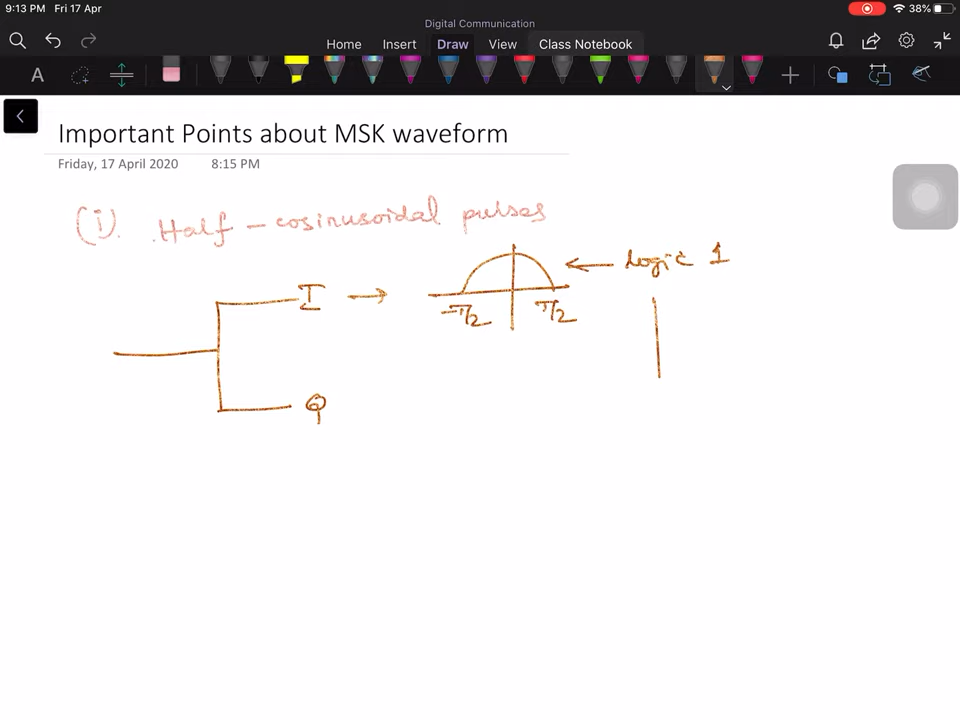 9:13 PM Fri 17 Apr
38%
Digital Communication
Home Insert Draw View Class Notebook
A
Important Points about MSK waveform
Friday, 17 April 2020 8:15 PM
(i). Half - cosinusoidal pulses
I → ← Logic 1
-π/2 π/2
Q